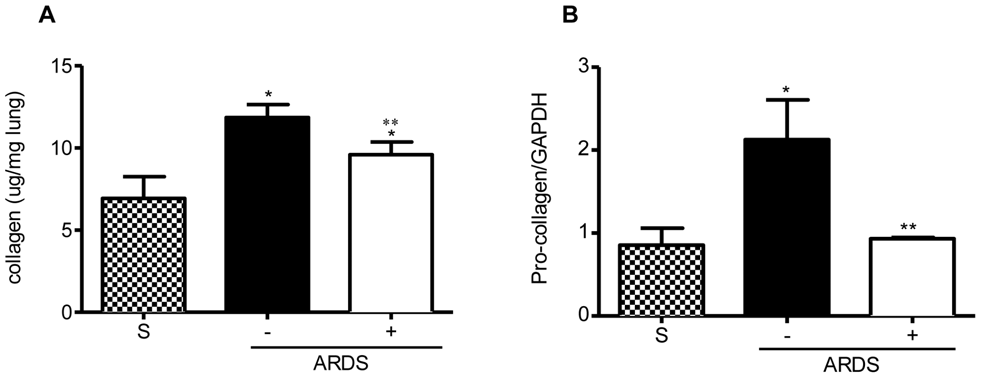 A
collagen (ug/mg lung)
15
10
5
0
*
**
*
S
-
+
ARDS
B
Pro-collagen/GAPDH
3
2
1
0
*
**
S
-
+
ARDS